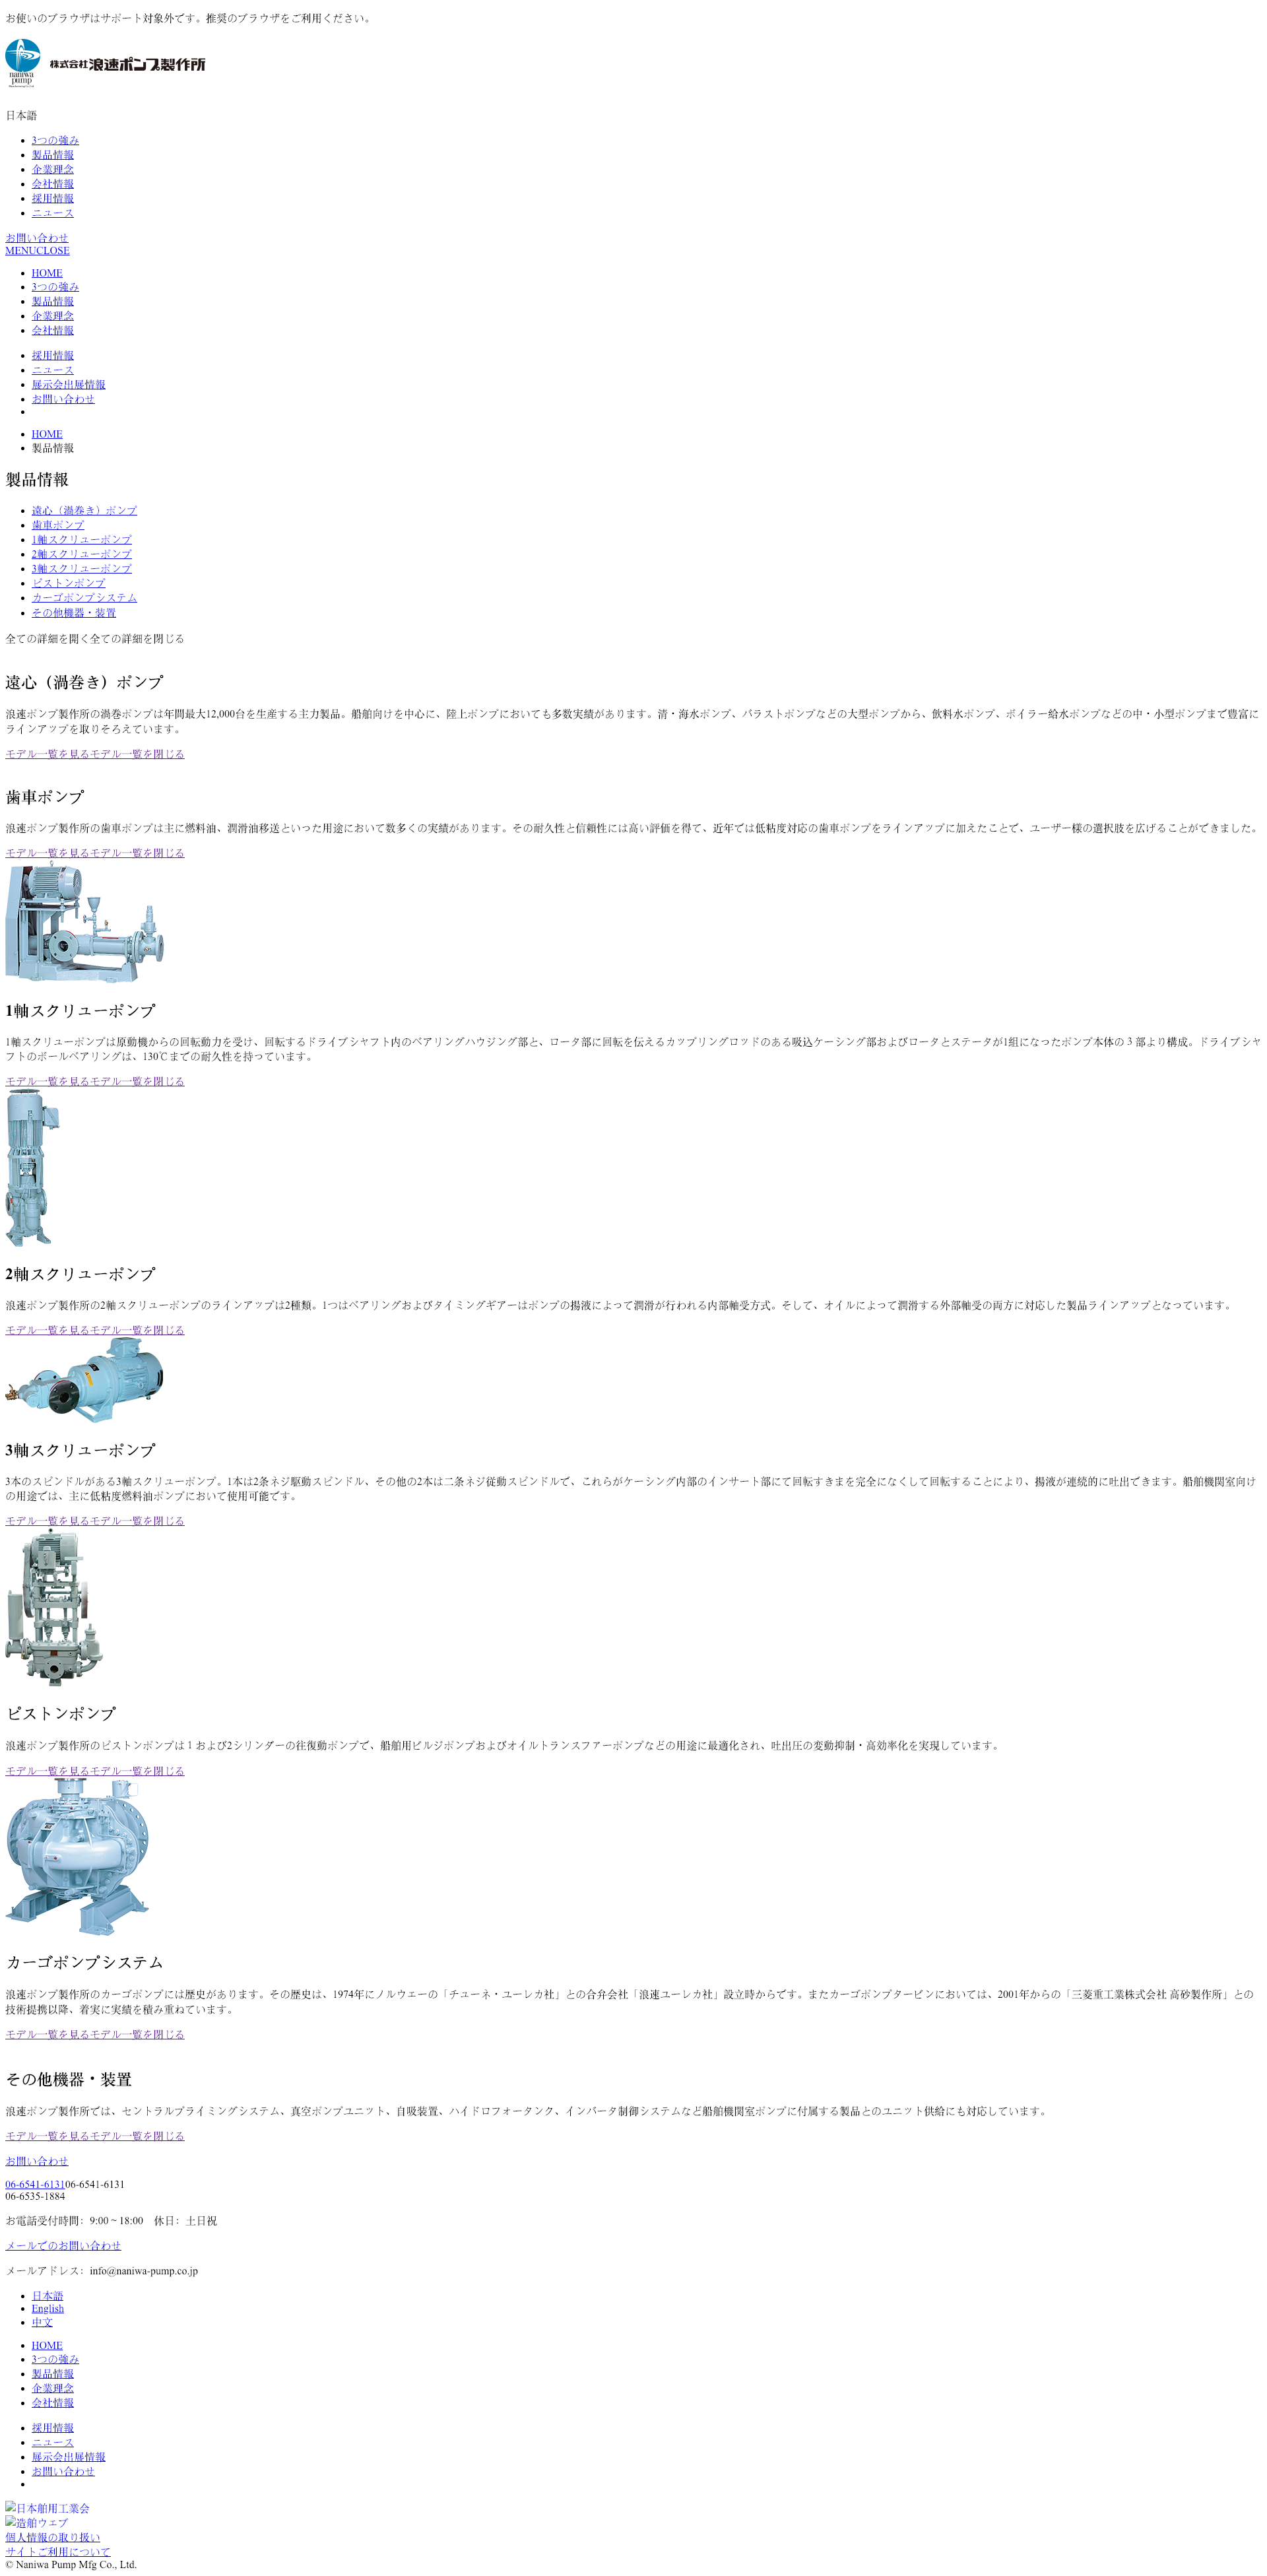 お使いのブラウザはサポート対象外です。推奨のブラウザをご利用ください。
naniwa
pump
株式会社浪速ポンプ製作所
日本語
3つの強み
製品情報
企業理念
会社情報
採用情報
ニュース
お問い合わせ
MENUCLOSE
HOME
3つの強み
製品情報
企業理念
会社情報
採用情報
ニュース
展示会出展情報
お問い合わせ
HOME
製品情報
製品情報
遠心（渦巻き）ポンプ
歯車ポンプ
1軸スクリューポンプ
2軸スクリューポンプ
3軸スクリューポンプ
ピストンポンプ
カーゴポンプシステム
その他機器・装置
全ての詳細を開く全ての詳細を閉じる
遠心（渦巻き）ポンプ
浪速ポンプ製作所の渦巻ポンプは年間最大12,000台を生産する主力製品。船舶向けを中心に、陸上ポンプにおいても多数実績があります。清・海水ポンプ、バラストポンプなどの大型ポンプから、飲料水ポンプ、ボイラー給水ポンプなどの中・小型ポンプまで豊富に
ラインアップを取りそろえています。
モデル一覧を見るモデル一覧を閉じる
歯車ポンプ
浪速ポンプ製作所の歯車ポンプは主に燃料油、潤滑油移送といった用途において数多くの実績があります。その耐久性と信頼性には高い評価を得て、近年では低粘度対応の歯車ポンプをラインアップに加えたことで、ユーザー様の選択肢を広げることができました。
モデル一覧を見るモデル一覧を閉じる
1軸スクリューポンプ
1軸スクリューポンプは原動機からの回転動力を受け、回転するドライブシャフト内のベアリングハウジング部と、ロータ部に回転を伝えるカップリングロッドのある吸込ケーシング部およびロータとステータが1組になったポンプ本体の３部より構成。ドライブシャ
フトのボールベアリングは、130℃までの耐久性を持っています。
モデル一覧を見るモデル一覧を閉じる
2軸スクリューポンプ
浪速ポンプ製作所の2軸スクリューポンプのラインアップは2種類。1つはベアリングおよびタイミングギアーはポンプの揚液によって潤滑が行われる内部軸受方式。そして、オイルによって潤滑する外部軸受の両方に対応した製品ラインアップとなっています。
モデル一覧を見るモデル一覧を閉じる
3軸スクリューポンプ
3本のスピンドルがある3軸スクリューポンプ。1本は2条ネジ駆動スピンドル、その他の2本は二条ネジ従動スピンドルで、これらがケーシング内部のインサート部にて回転すきまを完全になくして回転することにより、揚液が連続的に吐出できます。船舶機関室向け
の用途では、主に低粘度燃料油ポンプにおいて使用可能です。
モデル一覧を見るモデル一覧を閉じる
ピストンポンプ
浪速ポンプ製作所のピストンポンプは１および2シリンダーの往復動ポンプで、船舶用ビルジポンプおよびオイルトランスファーポンプなどの用途に最適化され、吐出圧の変動抑制・高効率化を実現しています。
モデル一覧を見るモデル一覧を閉じる
カーゴポンプシステム
浪速ポンプ製作所のカーゴポンプには歴史があります。その歴史は、1974年にノルウェーの「チューネ・ユーレカ社」との合弁会社「浪速ユーレカ社」設立時からです。またカーゴポンプタービンにおいては、2001年からの「三菱重工業株式会社 高砂製作所」との
技術提携以降、着実に実績を積み重ねています。
モデル一覧を見るモデル一覧を閉じる
その他機器・装置
浪速ポンプ製作所では、セントラルプライミングシステム、真空ポンプユニット、自吸装置、ハイドロフォータンク、インバータ制御システムなど船舶機関室ポンプに付属する製品とのユニット供給にも対応しています。
モデル一覧を見るモデル一覧を閉じる
お問い合わせ
06-6541-613106-6541-6131
06-6535-1884
お電話受付時間：9:00～18:00　休日：土日祝
メールでのお問い合わせ
メールアドレス：info@naniwa-pump.co.jp
日本語
English
中文
HOME
3つの強み
製品情報
企業理念
会社情報
採用情報
ニュース
展示会出展情報
お問い合わせ
日本舶用工業会
造船ウェブ
個人情報の取り扱い
サイトご利用について
© Naniwa Pump Mfg Co., Ltd.